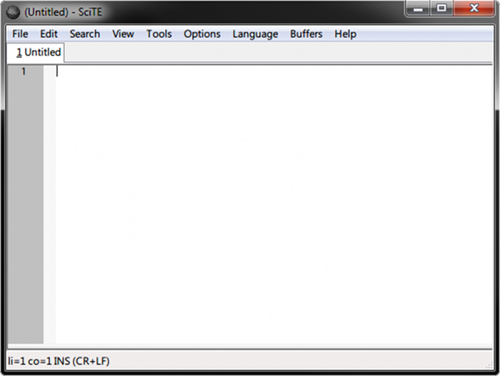 (Untitled) - SciTE
File Edit Search View Tools Options Language Buffers Help
1 Untitled
1
li=1 co=1 INS (CR+LF)